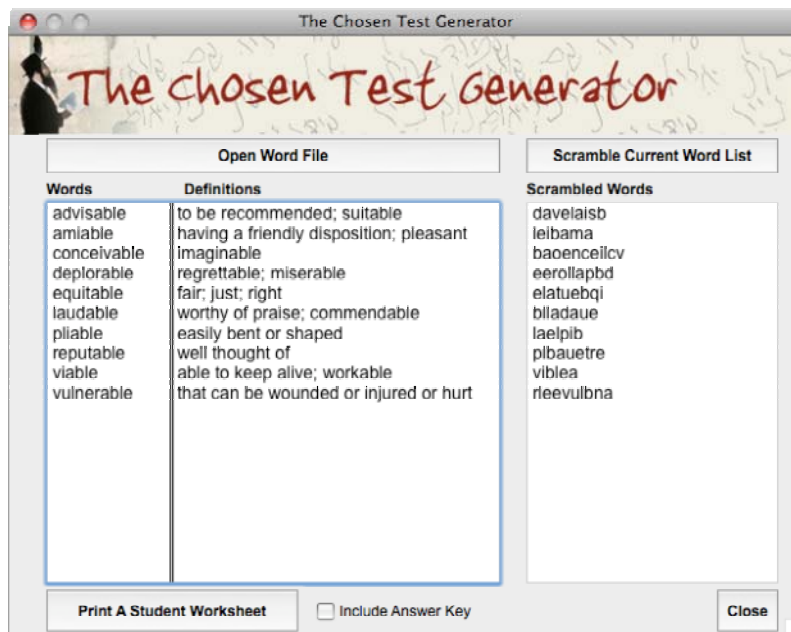 The Chosen Test Generator
The Chosen Test Generator
Open Word File
Scramble Current Word List
Words Definitions
Scrambled Words
advisable to be recommended; suitable davelaisb
amiable having a friendly disposition; pleasant leibama
conceivable imaginable baoenceilcv
deplorable regrettable; miserable eerollapbd
equitable fair; just; right elatuebqi
laudable worthy of praise; commendable blladaue
pliable easily bent or shaped laelpib
reputable well thought of plbauetre
viable able to keep alive; workable viblea
vulnerable that can be wounded or injured or hurt rleevulbna
Print A Student Worksheet
Include Answer Key
Close